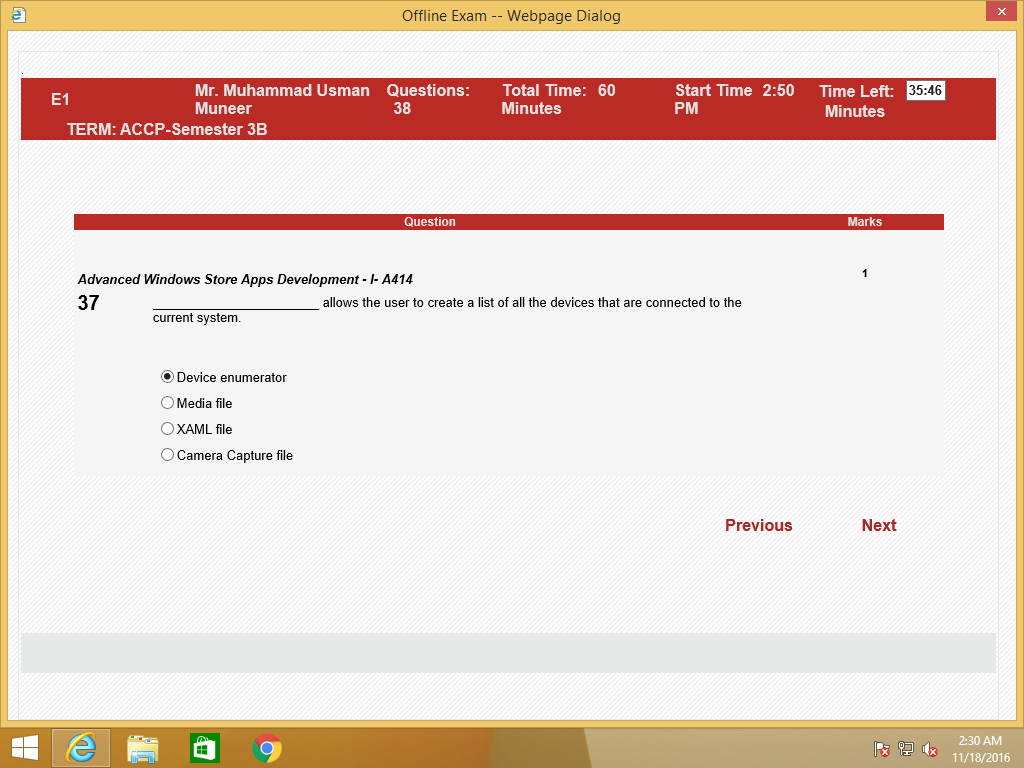 Offline Exam -- Webpage Dialog
.
E1
Mr. Muhammad Usman
Muneer
Questions:
38
Total Time: 60
Minutes
Start Time 2:50
PM
Time Left: 35:46
Minutes
TERM: ACCP-Semester 3B
Question Marks
Advanced Windows Store Apps Development - I- A414
1
37
_______________________ allows the user to create a list of all the devices that are connected to the
current system.
Device enumerator
Media file
XAML file
Camera Capture file
Previous Next
2:30 AM
11/18/2016